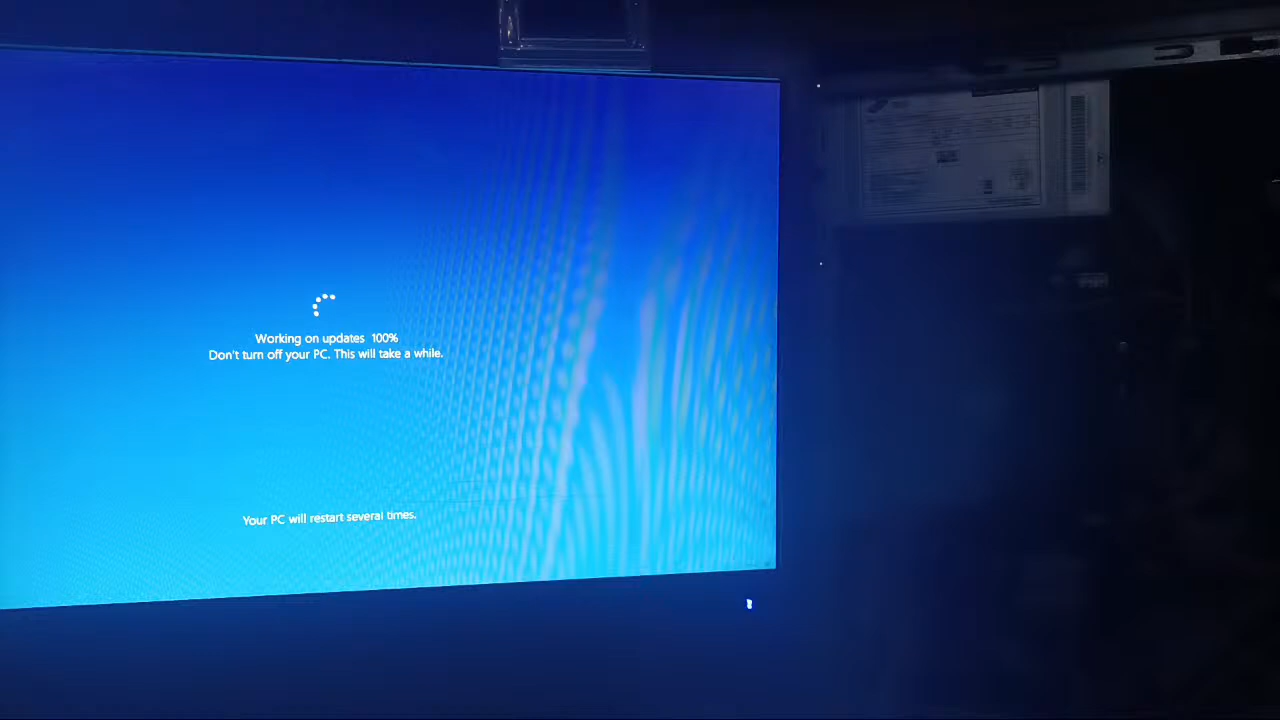 Working on updates 100%
Don't turn off your PC. This will take a while.
Your PC will restart several times.